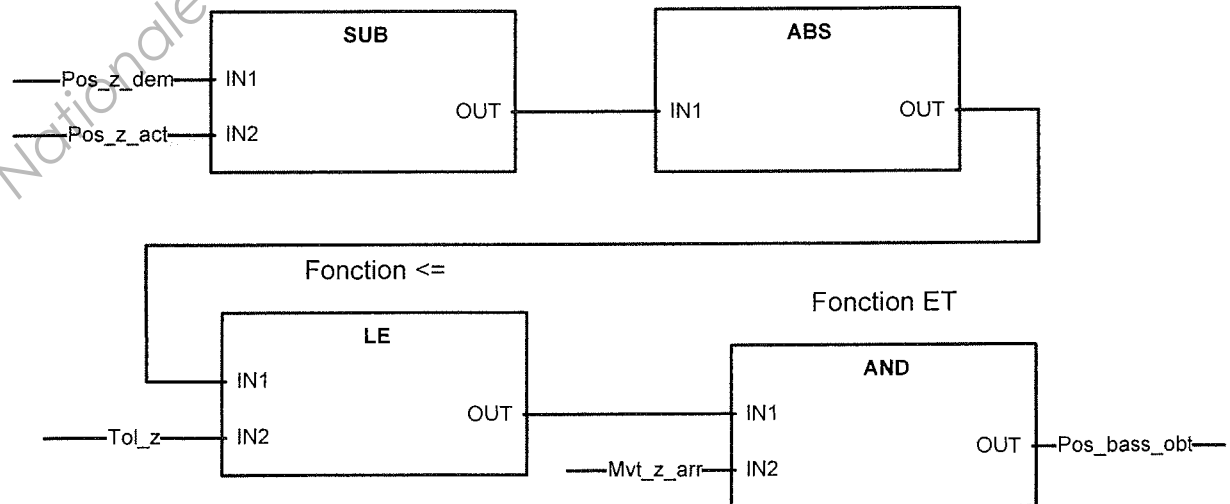 Nationale
SUB
ABS
Pos_z_dem IN1
OUT
IN1
OUT
Pos_z_act IN2
Fonction <=
Fonction ET
LE
AND
IN1
OUT
IN1
Tol_z IN2
OUT Pos_bass_obt
Mvt_z_arr IN2